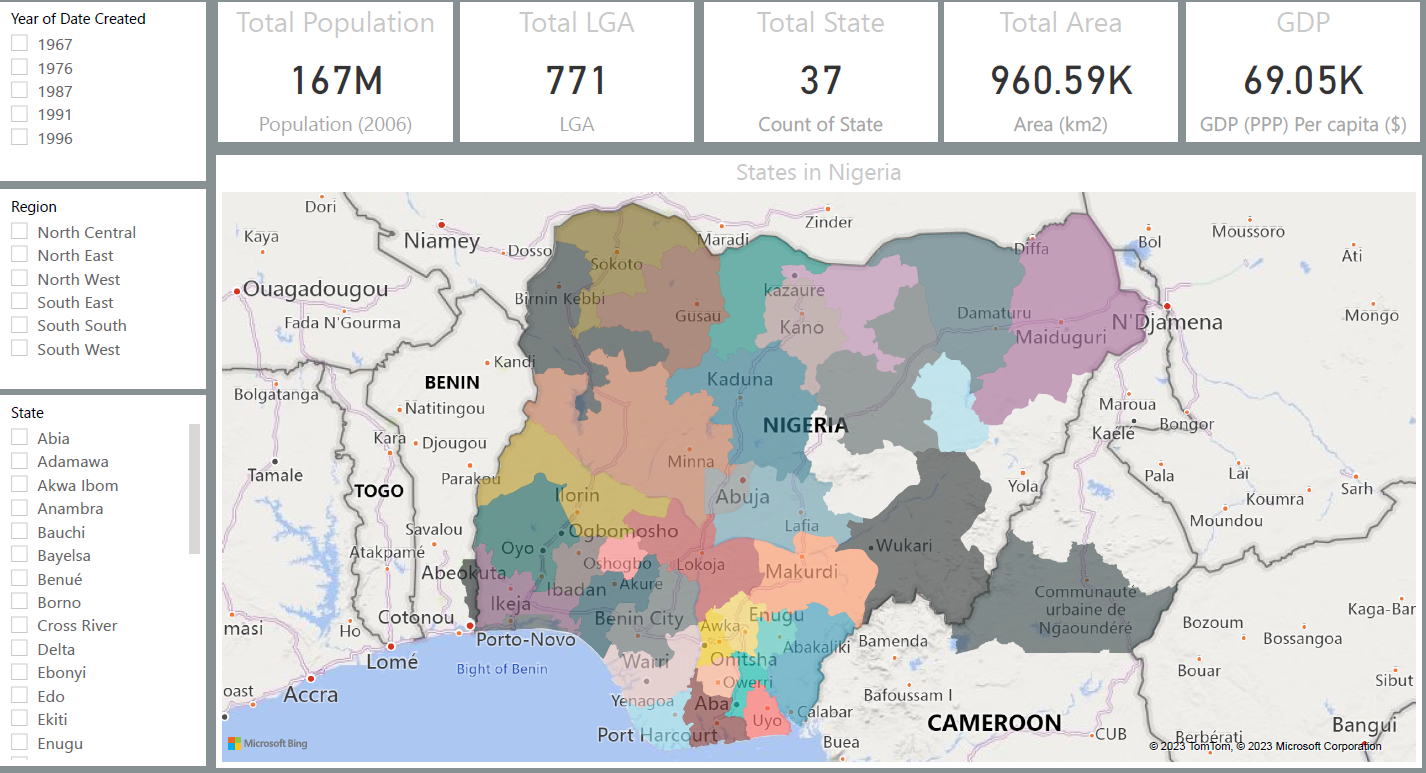 Year of Date Created
1967
1976
1987
1991
1996
Region
North Central
North East
North West
South East
South South
South West
State
Abia
Adamawa
Akwa Ibom
Anambra
Bauchi
Bayelsa
Benué
Borno
Cross River
Delta
Ebonyi
Edo
Ekiti
Enugu
Total Population
167M
Population (2006)
Total LGA
771
LGA
Total State
37
Count of State
Total Area
960.59K
Area (km2)
GDP
69.05K
GDP (PPP) Per capita ($)
States in Nigeria
Dori
Zinder
Kaya
Niamey
Dosso
Maradi
Diffa
Bol
Moussoro
Ati
Sokoto
Ouagadougou
Birnin Kebbi
kazaure
Fada N'Gourma
Gusau
Kano
Damaturu
N'Djamena
Mongo
Maiduguri
Kandi
BENIN
Kaduna
Bolgatanga
Natitingou
NIGERIA
Maroua
Bongor
Kara
Djougou
Kaélé
Minna
Tamale
Parakou
TOGO
Ilorin
Abuja
Yola
Pala
Laï
Koumra
Sarh
Moundou
Savalou
Ogbomosho
Lafia
Atakpamé
Oyo
Wukari
Abeokuta
Oshogbo
Lokoja
Makurdi
Ibadan
Akure
Communauté
urbaine de
Ngaoundéré
Ikeja
Cotonou
Benin City
Enugu
Kaga-Bar
masi
Ho
Porto-Novo
Awka
Abakaliki
Bamenda
Bozoum
Bossangoa
Lomé
Bight of Benin
Warri
Onitsha
Bouar
Owerri
Sibut
oast
Accra
Yenagoa
Aba
Calabar
Bafoussam I
Uyo
CAMEROON
Bangui
Port Harcourt
Buea
CUB
Berbérati
Microsoft Bing
© 2023 TomTom, © 2023 Microsoft Corporation